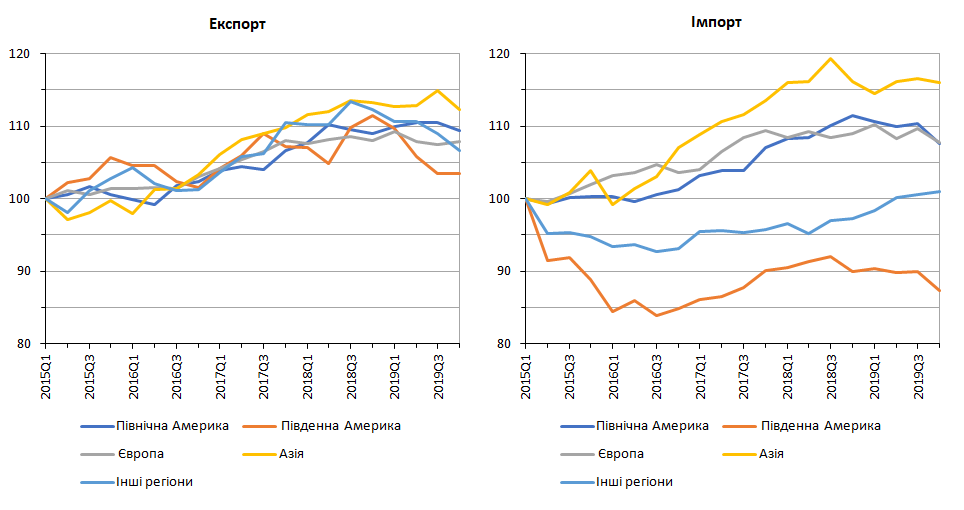 Експорт
120
110
100
90
80
2015Q1
2015Q3
2016Q1
2016Q3
2017Q1
2017Q3
2018Q1
2018Q3
2019Q1
2019Q3
Північна Америка
Південна Америка
Європа
Азія
Інші регіони
Імпорт
120
110
100
90
80
2015Q1
2015Q3
2016Q1
2016Q3
2017Q1
2017Q3
2018Q1
2018Q3
2019Q1
2019Q3
Північна Америка
Південна Америка
Європа
Азія
Інші регіони